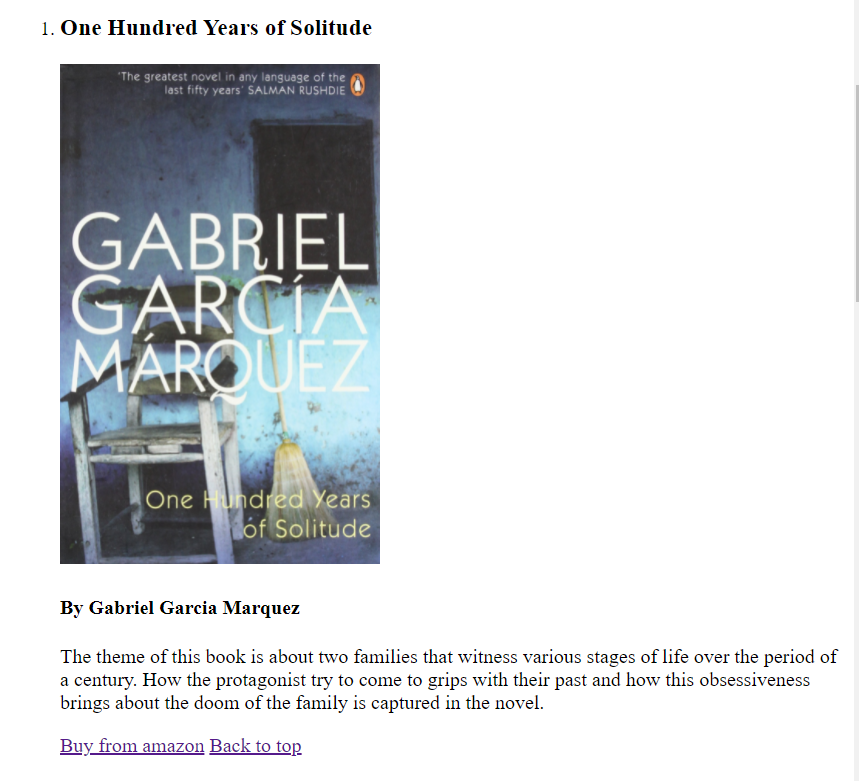 1. One Hundred Years of Solitude
'The greatest novel in any language of the
last fifty years' SALMAN RUSHDIE
GABRIEL
GARCÍA
MÁRQUEZ
One Hundred Years
of Solitude
By Gabriel Garcia Marquez
The theme of this book is about two families that witness various stages of life over the period of
a century. How the protagonist try to come to grips with their past and how this obsessiveness
brings about the doom of the family is captured in the novel.
Buy from amazon Back to top